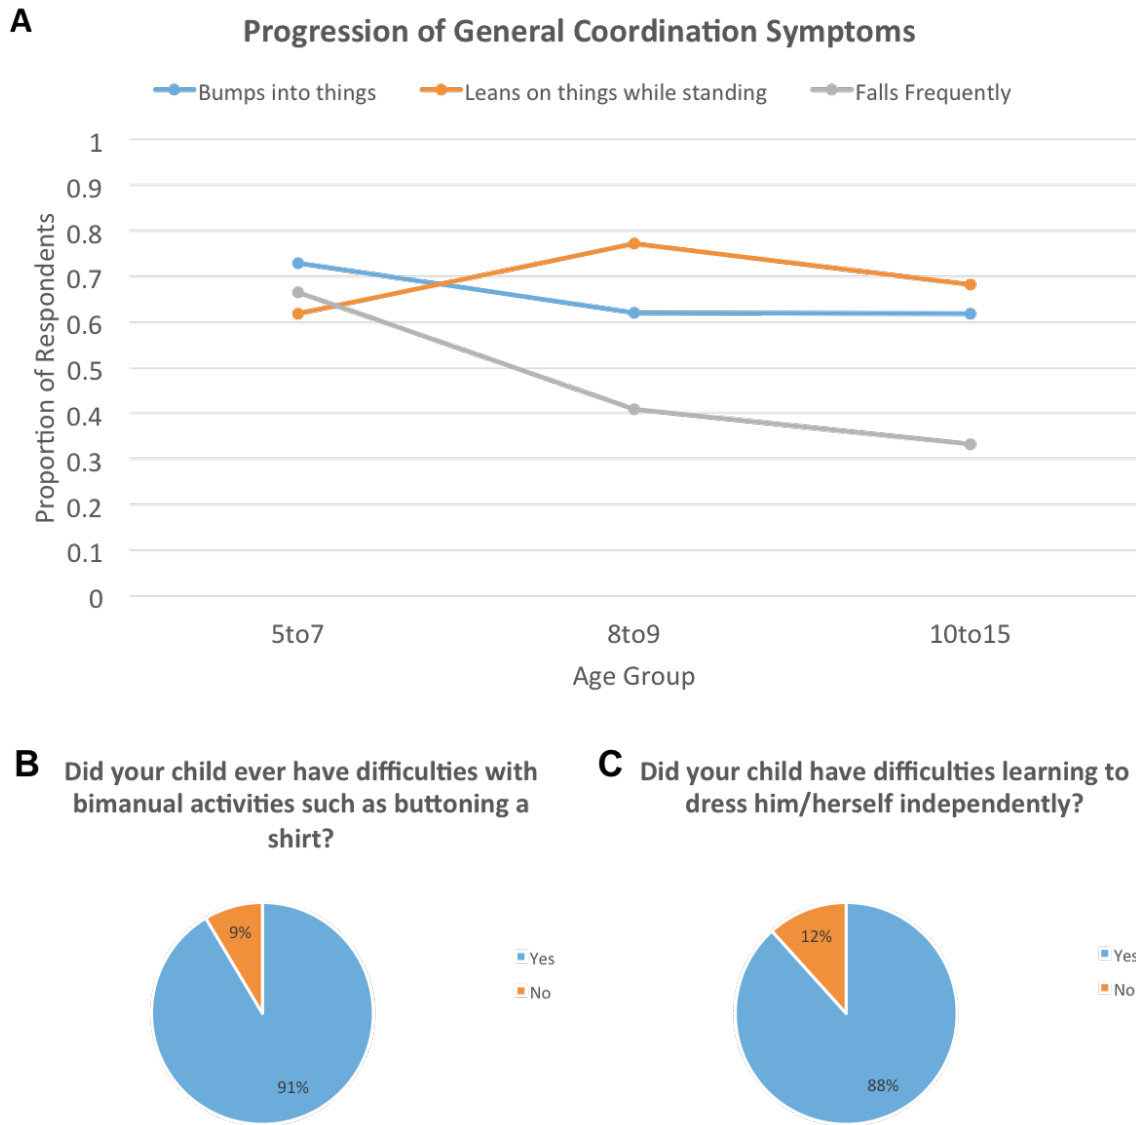 A
Progression of General Coordination Symptoms
Bumps into things
Leans on things while standing
Falls Frequently
Proportion of Respondents
1
0.9
0.8
0.7
0.6
0.5
0.4
0.3
0.2
0.1
0
5to7
8to9
10to15
Age Group
B
Did your child ever have difficulties with
bimanual activities such as buttoning a
shirt?
9%
91%
Yes
No
C
Did your child have difficulties learning to
dress him/herself independently?
12%
88%
Yes
No